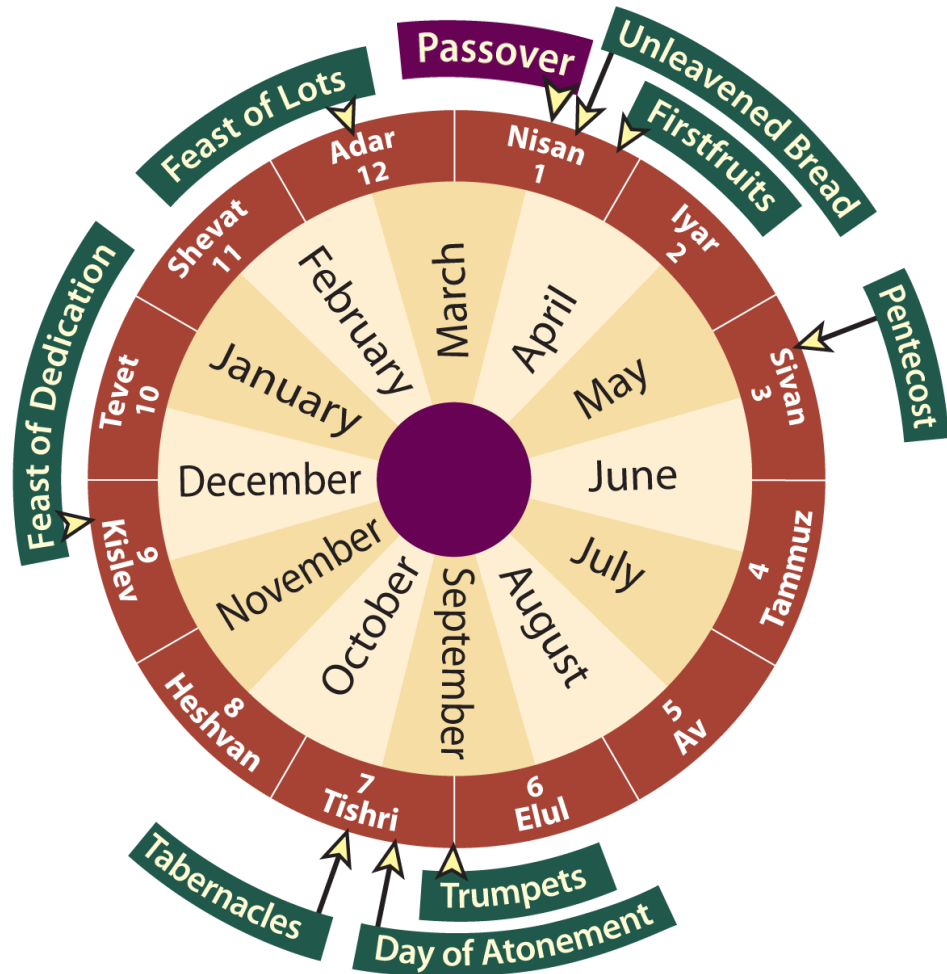 Passover
Unleavened Bread
Firstfruits
Pentecost
Trumpets
Day of Atonement
Tabernacles
Feast of Dedication
Feast of Lots
Nisan
1
Iyar
2
Sivan
3
4
Tammuz
5
Av
6
Elul
7
Tishri
8
Heshvan
9
Kislev
Tevet
10
Shevat
11
Adar
12
March
April
May
June
July
August
September
October
November
December
January
February